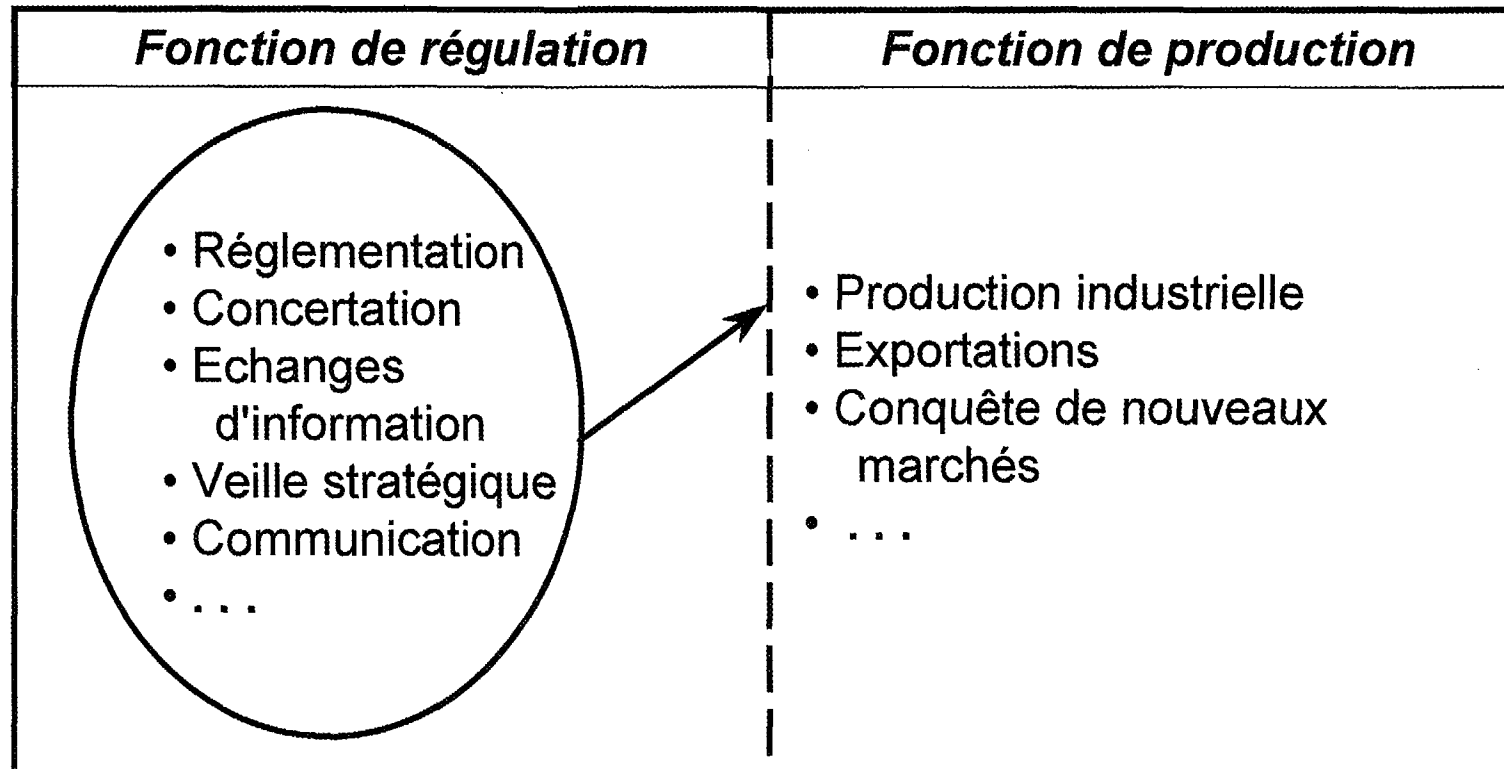 Fonction de régulation
Fonction de production
• Réglementation
• Concertation
• Echanges
d'information
• Veille stratégique
• Communication
• . . .
• Production industrielle
• Exportations
• Conquête de nouveaux
marchés
• . . .